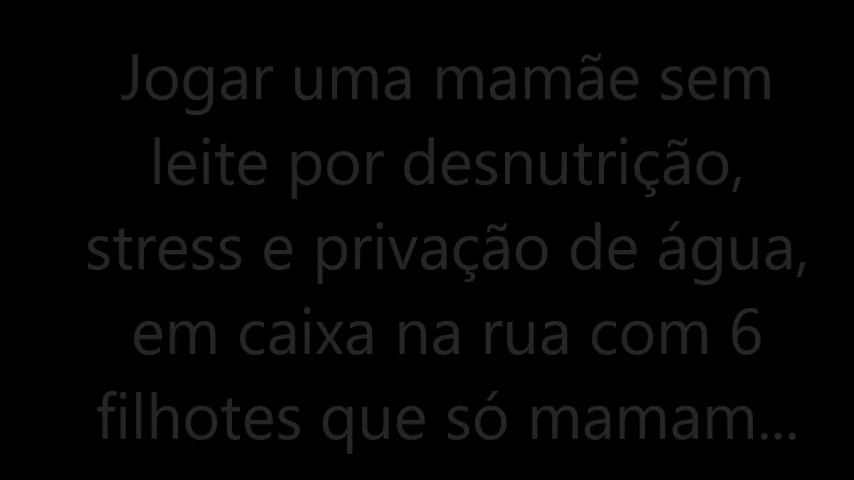 Jogar uma mamãe sem
leite por desnutrição,
stress e privação de água,
em caixa na rua com 6
filhotes que só mamam...